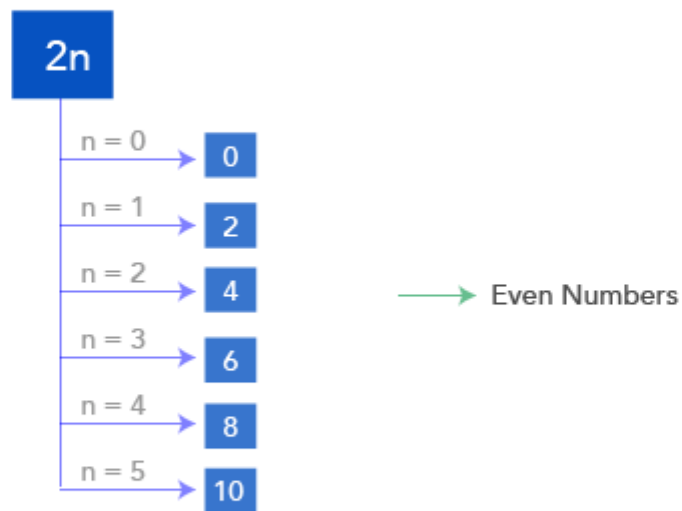 2n
n = 0
0
n = 1
2
n = 2
4
Even Numbers
n = 3
6
n = 4
8
n = 5
10